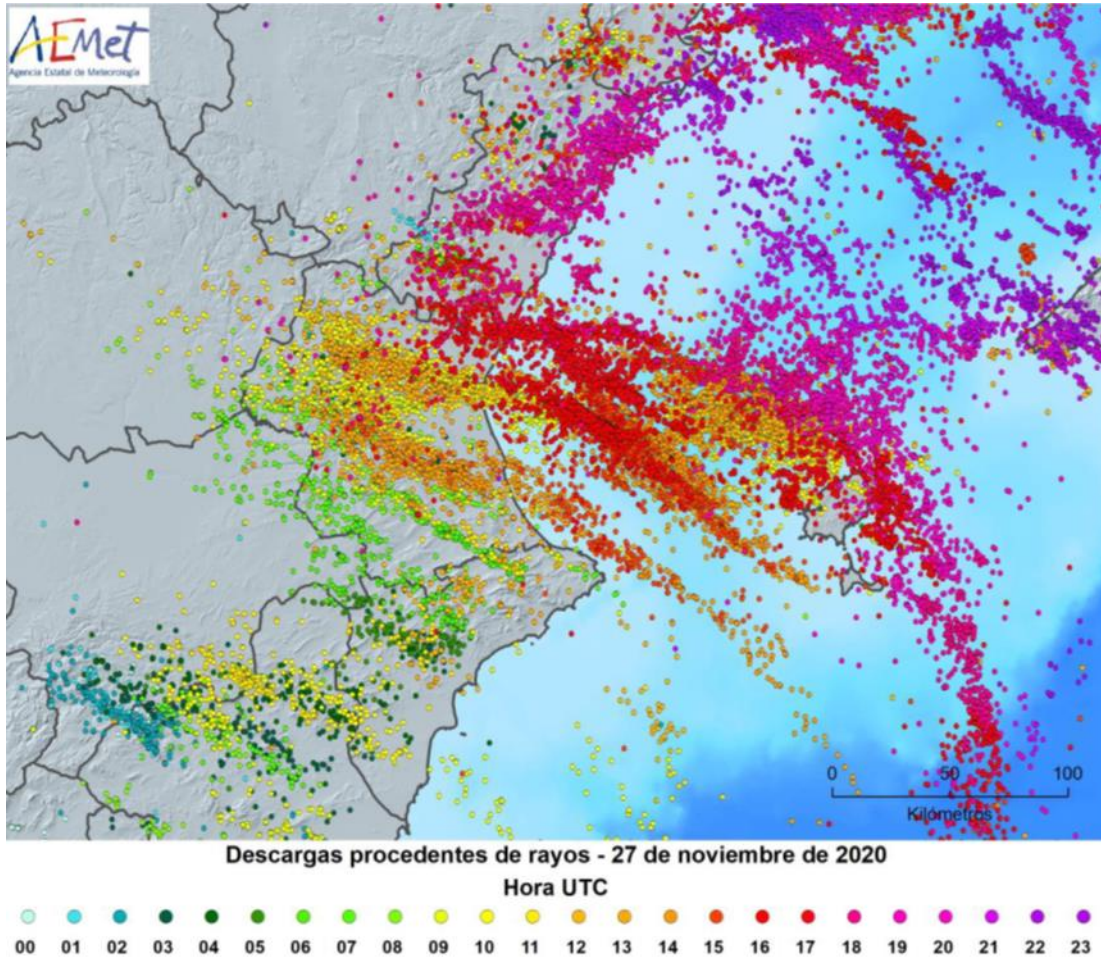 AEMet
Agencia Estatal de Meteorología
0 50 100
Kilómetros
Descargas procedentes de rayos - 27 de noviembre de 2020
Hora UTC
00 01 02 03 04 05 06 07 08 09 10 11 12 13 14 15 16 17 18 19 20 21 22 23